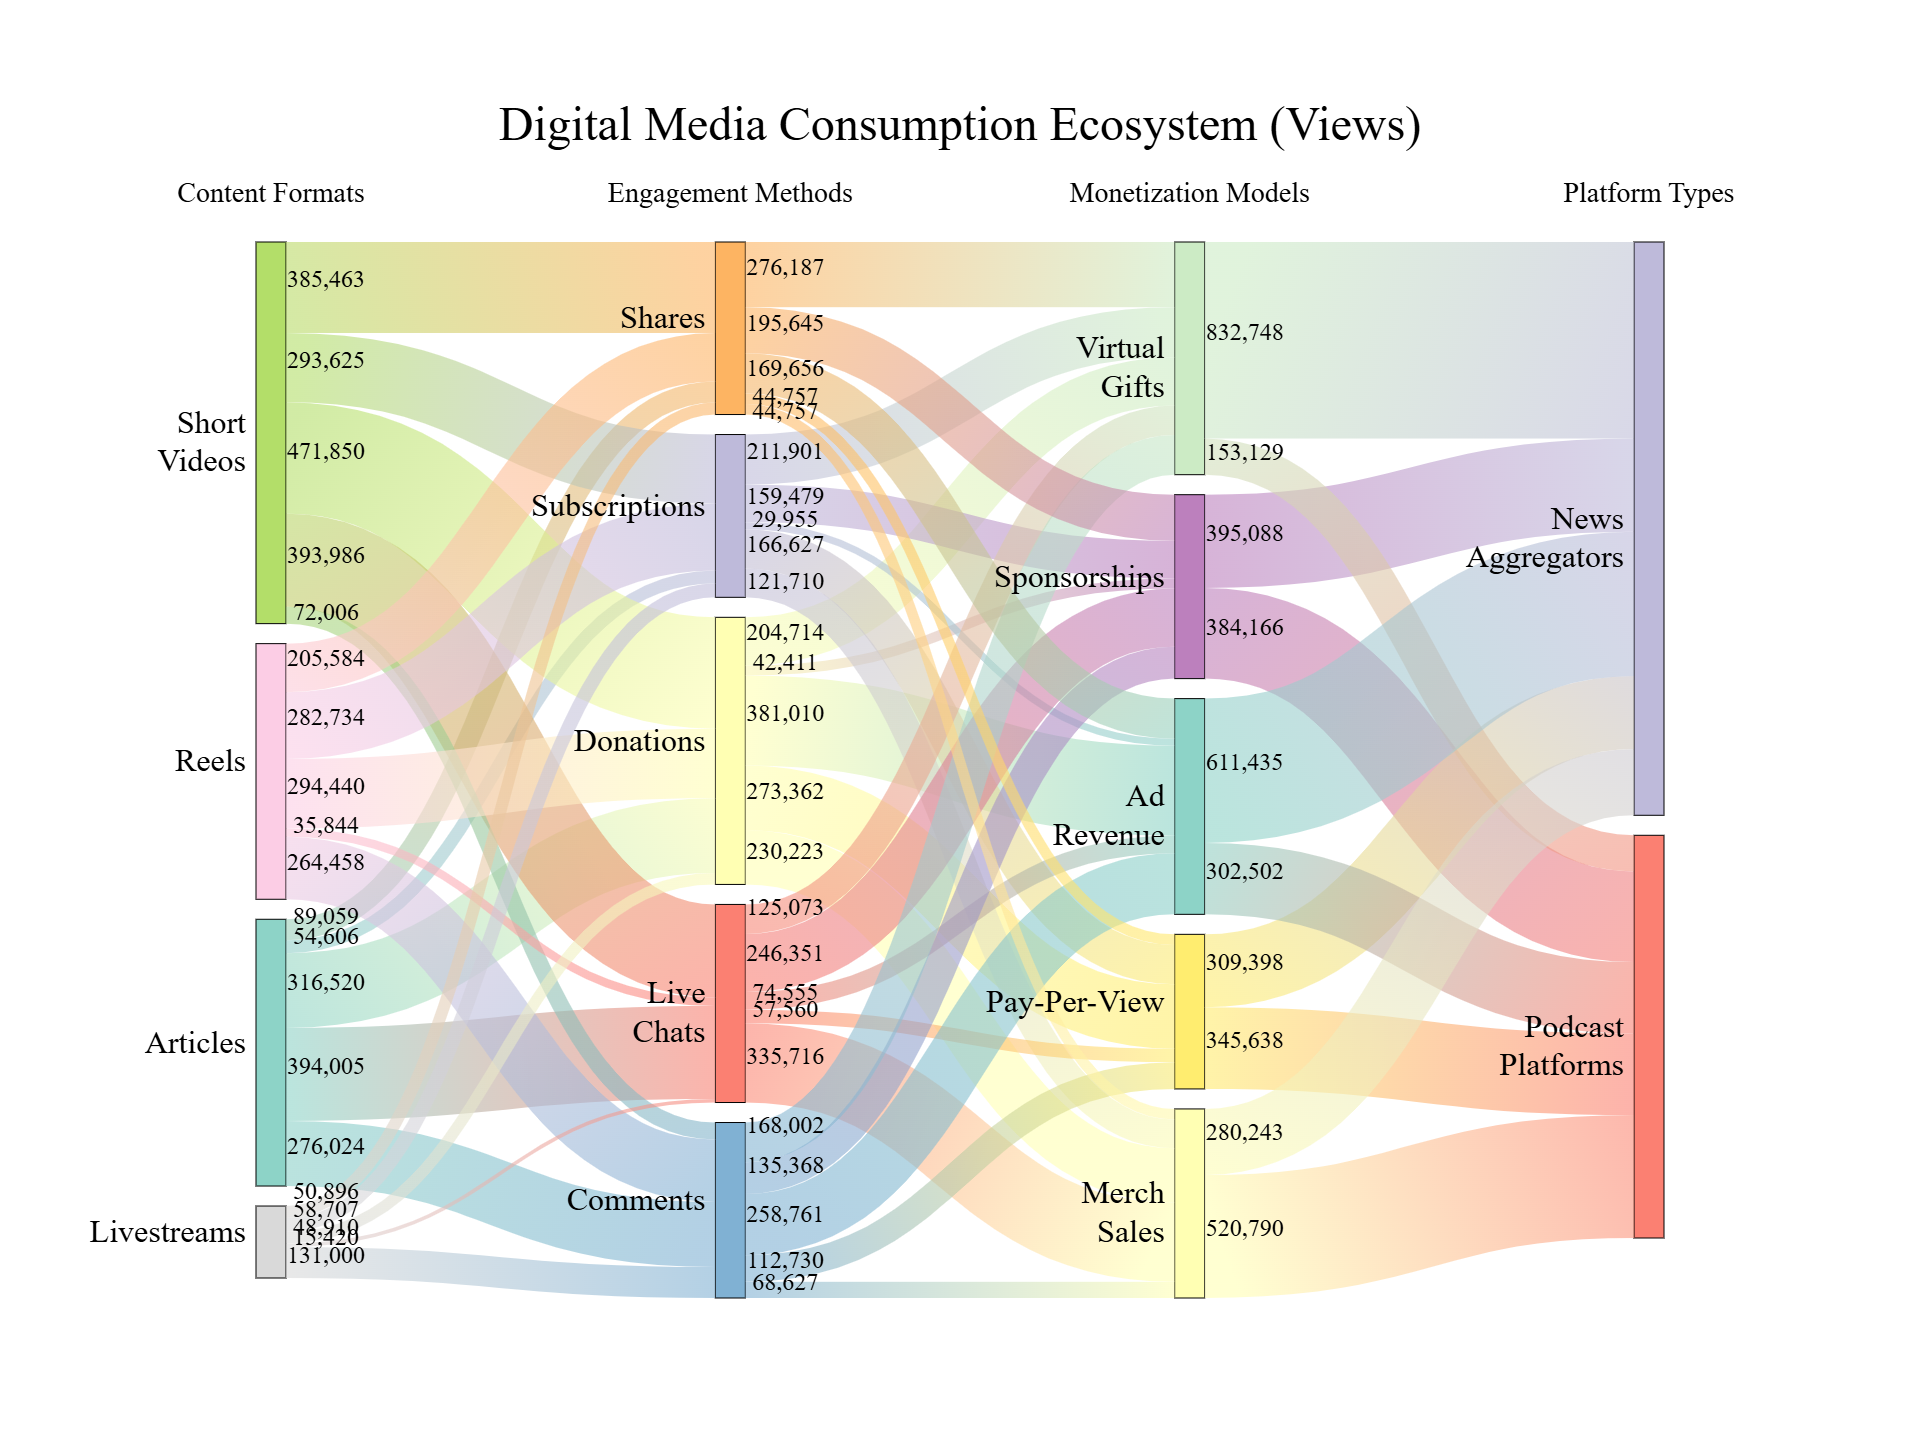 Digital Media Consumption Ecosystem (Views)
Content Formats
Engagement Methods
Monetization Models
Platform Types
Short
Videos
Reels
Articles
Livestreams
385,463
293,625
471,850
393,986
72,006
205,584
282,734
294,440
35,844
264,458
89,059
54,606
316,520
394,005
276,024
50,896
58,707
48,910
15,420
131,000
Shares
Subscriptions
Donations
Live
Chats
Comments
276,187
195,645
169,656
44,757
44,757
211,901
159,479
29,955
166,627
121,710
204,714
42,411
381,010
273,362
230,223
125,073
246,351
74,555
57,560
335,716
168,002
135,368
258,761
112,730
68,627
Virtual
Gifts
Sponsorships
Ad
Revenue
Pay-Per-View
Merch
Sales
832,748
153,129
395,088
384,166
611,435
302,502
309,398
345,638
280,243
520,790
News
Aggregators
Podcast
Platforms